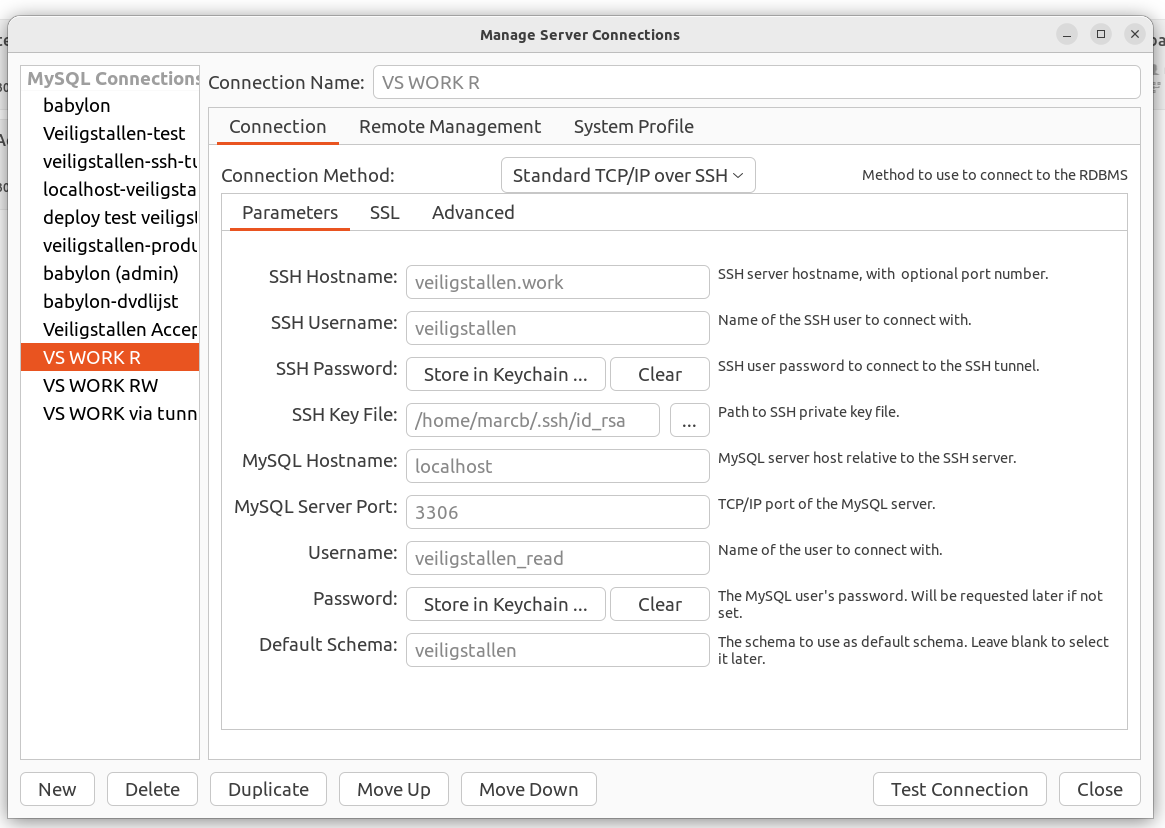 Manage Server Connections
MySQL Connections
babylon
Veiligstallen-test
veiligstallen-ssh-tu
localhost-veiligsta
deploy test veiligst
veiligstallen-produ
babylon (admin)
babylon-dvdlijst
Veiligstallen Accep
VS WORK R
VS WORK RW
VS WORK via tunn
Connection Name: VS WORK R
Connection Remote Management System Profile
Connection Method: Standard TCP/IP over SSH Method to use to connect to the RDBMS
Parameters SSL Advanced
SSH Hostname: veiligstallen.work SSH server hostname, with  optional port number.
SSH Username: veiligstallen Name of the SSH user to connect with.
SSH Password: Store in Keychain ... Clear SSH user password to connect to the SSH tunnel.
SSH Key File: /home/marcb/.ssh/id_rsa ... Path to SSH private key file.
MySQL Hostname: localhost MySQL server host relative to the SSH server.
MySQL Server Port: 3306 TCP/IP port of the MySQL server.
Username: veiligstallen_read Name of the user to connect with.
Password: Store in Keychain ... Clear The MySQL user's password. Will be requested later if not
set.
Default Schema: veiligstallen The schema to use as default schema. Leave blank to select
it later.
New Delete Duplicate Move Up Move Down Test Connection Close